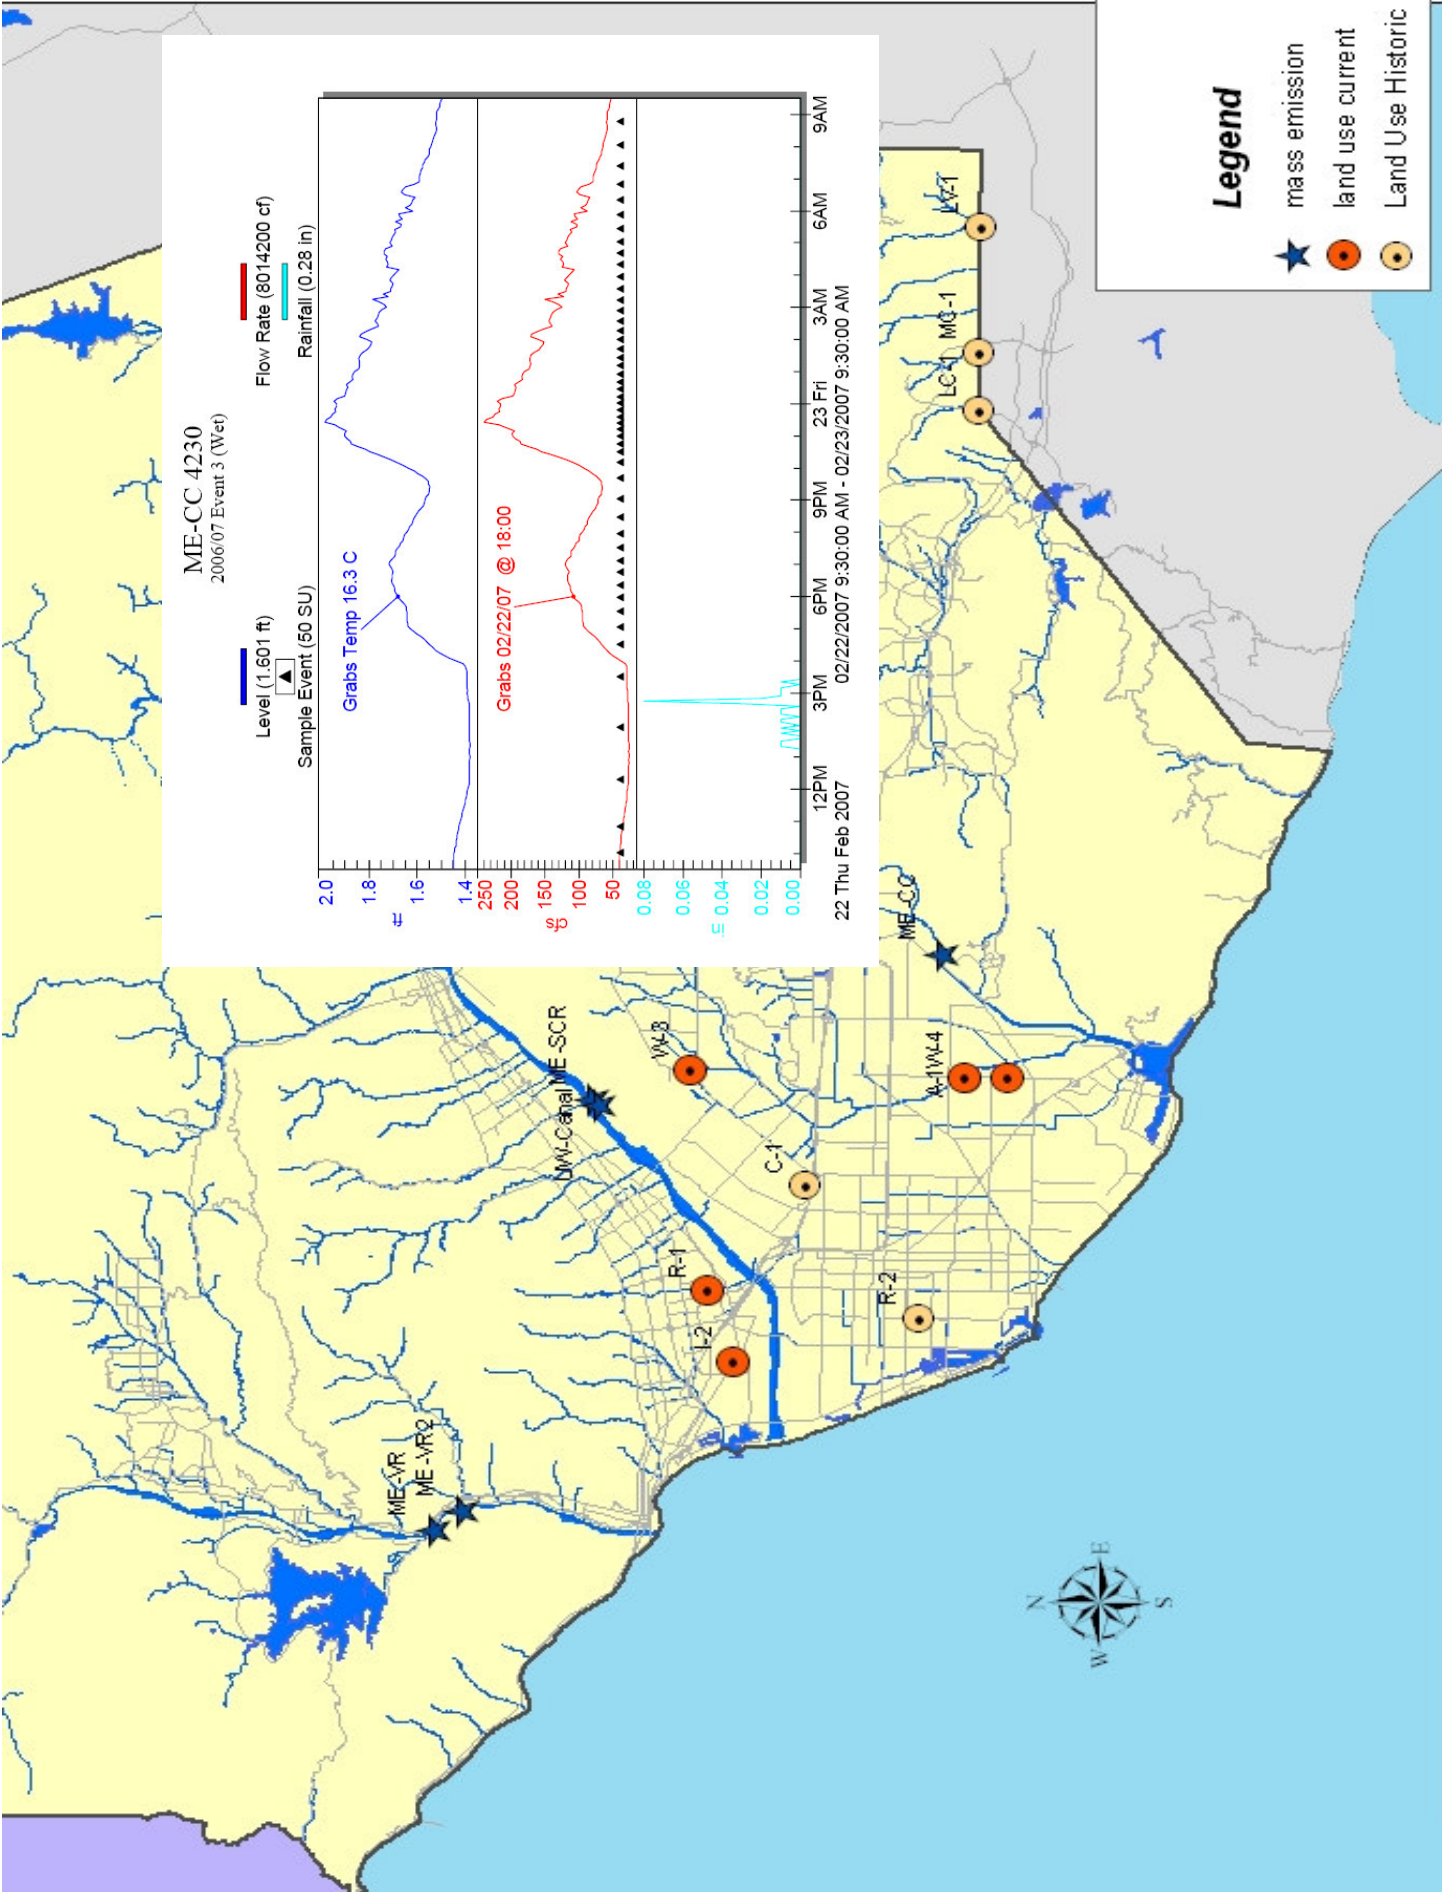 ME-CC 4230
2006/07 Event 3 (Wet)
Level (1.601 ft)
Flow Rate (8014200 cf)
Sample Event (50 SU)
Rainfall (0.28 in)
2.0
1.8
1.6
1.4
ft
Grabs Temp 16.3 C
250
200
150
100
50
cfs
Grabs 02/22/07 @ 18:00
0.08
0.06
0.04
0.02
0.00
in
12PM
3PM
6PM
9PM
23 Fri
3AM
6AM
9AM
22 Thu Feb 2007
02/22/2007 9:30:00 AM - 02/23/2007 9:30:00 AM
ME-VR
ME-VR2
UW-Canal
ME-SCR
W-3
R-1
I-2
C-1
R-2
A-1
W-4
ME-CC
LC-1
MC-1
LV-1
N
E
S
W
Legend
mass emission
land use current
Land Use Historic